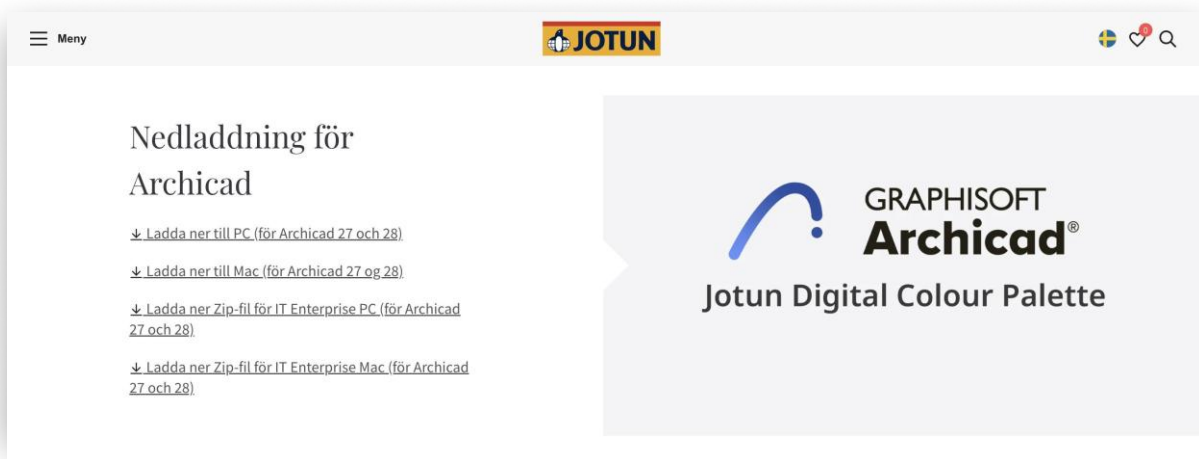 Meny
JOTUN
0
Nedladdning för
Archicad
Ladda ner till PC (för Archicad 27 och 28)
Ladda ner till Mac (för Archicad 27 og 28)
Ladda ner Zip-fil för IT Enterprise PC (för Archicad
27 och 28)
Ladda ner Zip-fil för IT Enterprise Mac (för Archicad
27 och 28)
GRAPHISOFT
Archicad®
Jotun Digital Colour Palette